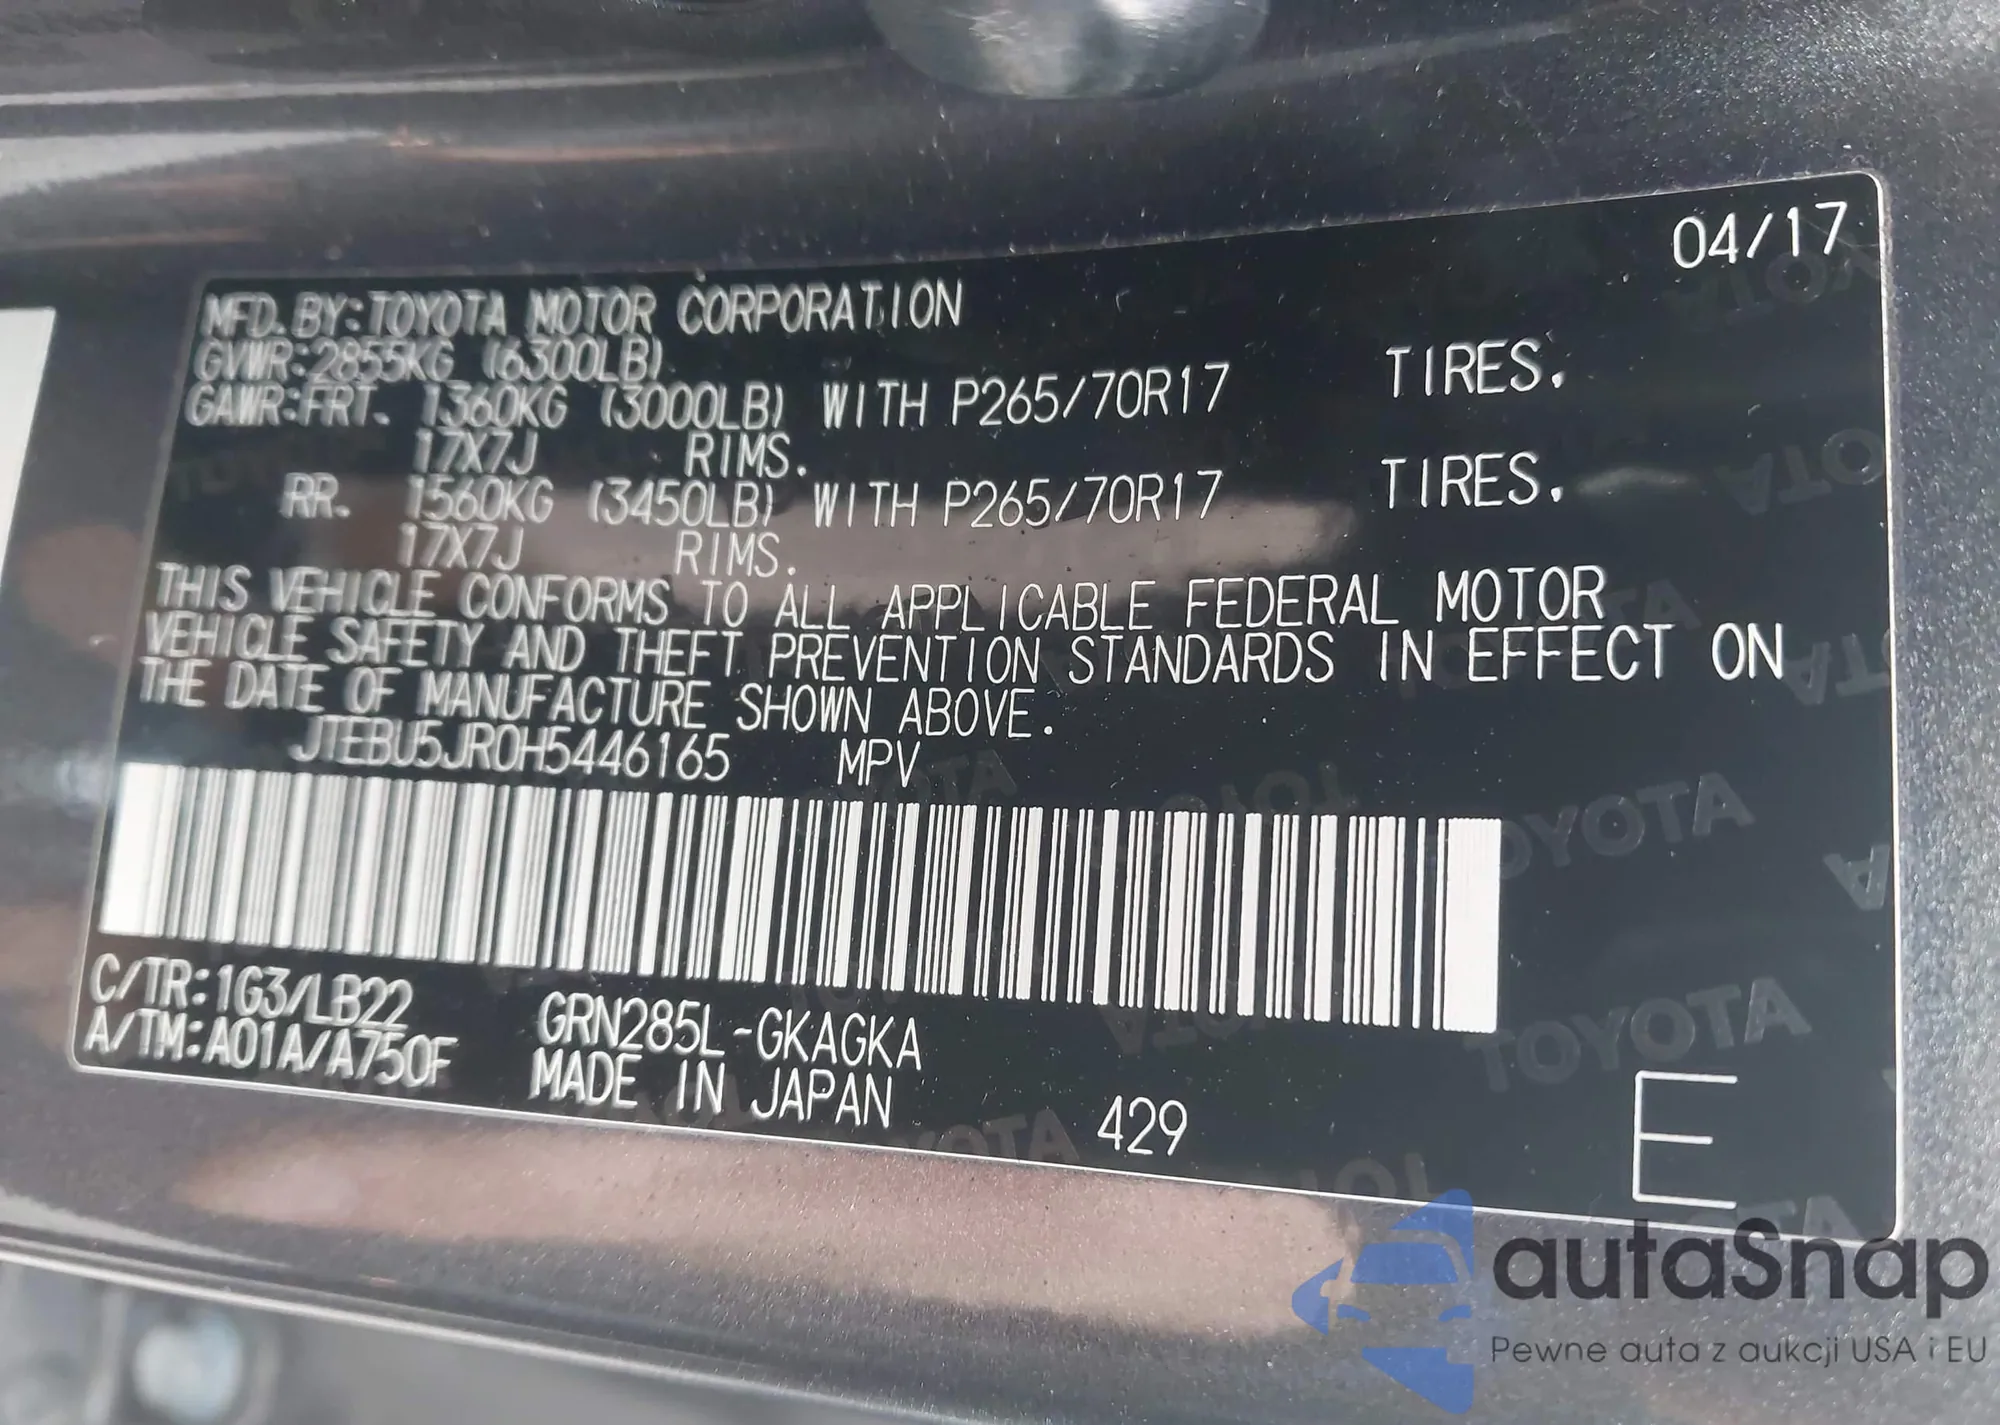 04/17
MFD. BY: TOYOTA MOTOR CORPORATION
GVWR: 2855KG (6300LB)
GAWR: FRT. 1360KG (3000LB) WITH P265/70R17 TIRES.
17X7J RIMS.
RR. 1560KG (3450LB) WITH P265/70R17 TIRES.
17X7J RIMS.
THIS VEHICLE CONFORMS TO ALL APPLICABLE FEDERAL MOTOR
VEHICLE SAFETY AND THEFT PREVENTION STANDARDS IN EFFECT ON
THE DATE OF MANUFACTURE SHOWN ABOVE.
JTEBU5JR0H5446165 MPV
C/TR: 1G3/LB22 GRN285L-GKAGKA
A/TM: A01A/A750F MADE IN JAPAN
429
E
TOYOTA
TOYOTA
autaSnap
Pewne auta z aukcji USA i EU